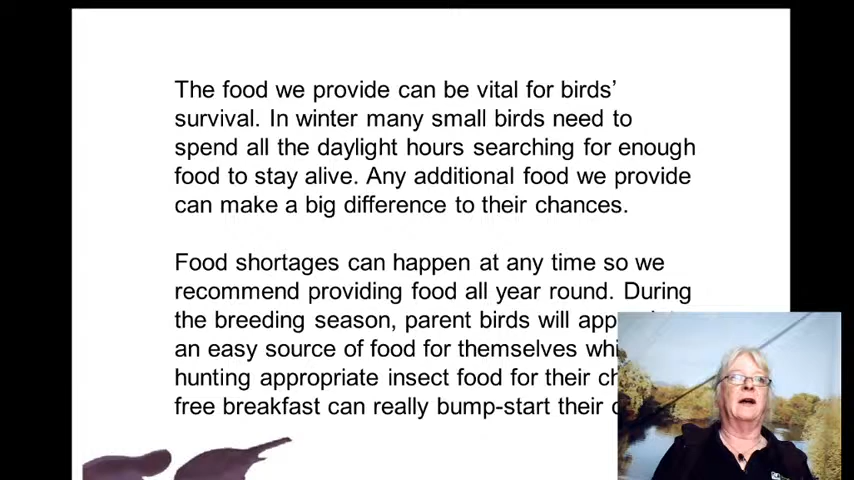 The food we provide can be vital for birds’
survival. In winter many small birds need to
spend all the daylight hours searching for enough
food to stay alive. Any additional food we provide
can make a big difference to their chances.
Food shortages can happen at any time so we
recommend providing food all year round. During
the breeding season, parent birds will
an easy source of food for themselves
hunting appropriate insect food for their
free breakfast can really bump-start their